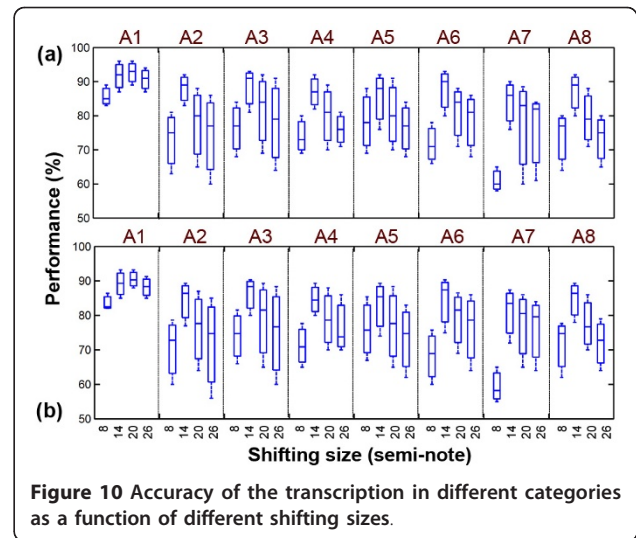 (a) A1 A2 A3 A4 A5 A6 A7 A8
100
90
80
70
60
50
Performance (%)
A1 A2 A3 A4 A5 A6 A7 A8
100
90
80
70
60
(b) 50
8 14 20 26 8 14 20 26 8 14 20 26 8 14 20 26 8 14 20 26 8 14 20 26 8 14 20 26 8 14 20 26
Shifting size (semi-note)
Figure 10 Accuracy of the transcription in different categories
as a function of different shifting sizes.